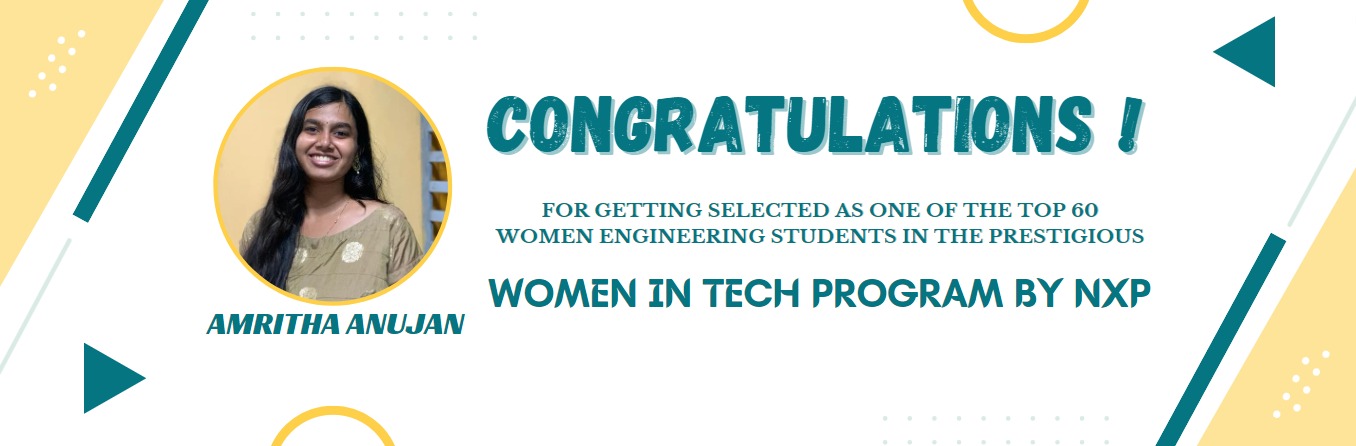 CONGRATULATIONS !
FOR GETTING SELECTED AS ONE OF THE TOP 60
WOMEN ENGINEERING STUDENTS IN THE PRESTIGIOUS
WOMEN IN TECH PROGRAM BY NXP
AMRITHA ANUJAN